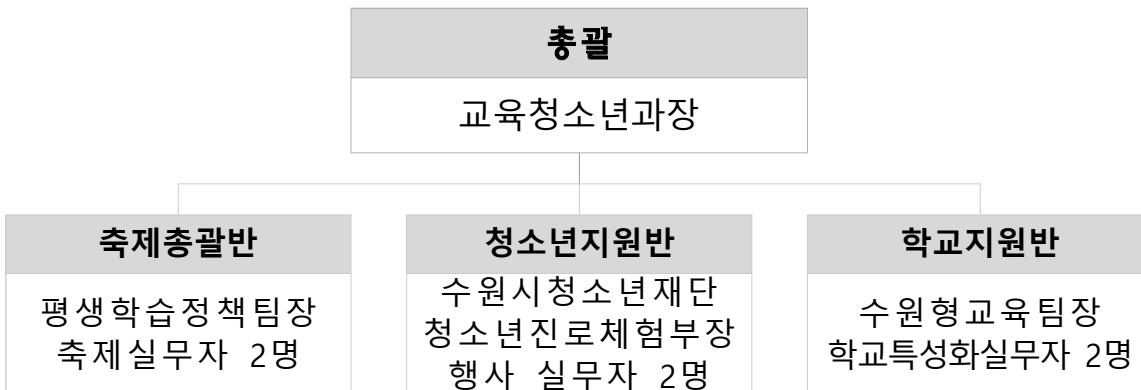 총괄
교육청소년과장
축제총괄반
평생학습정책팀장
축제실무자 2명
청소년지원반
수원시청소년재단
청소년진로체험부장
행사 실무자 2명
학교지원반
수원형교육팀장
학교특성화실무자 2명